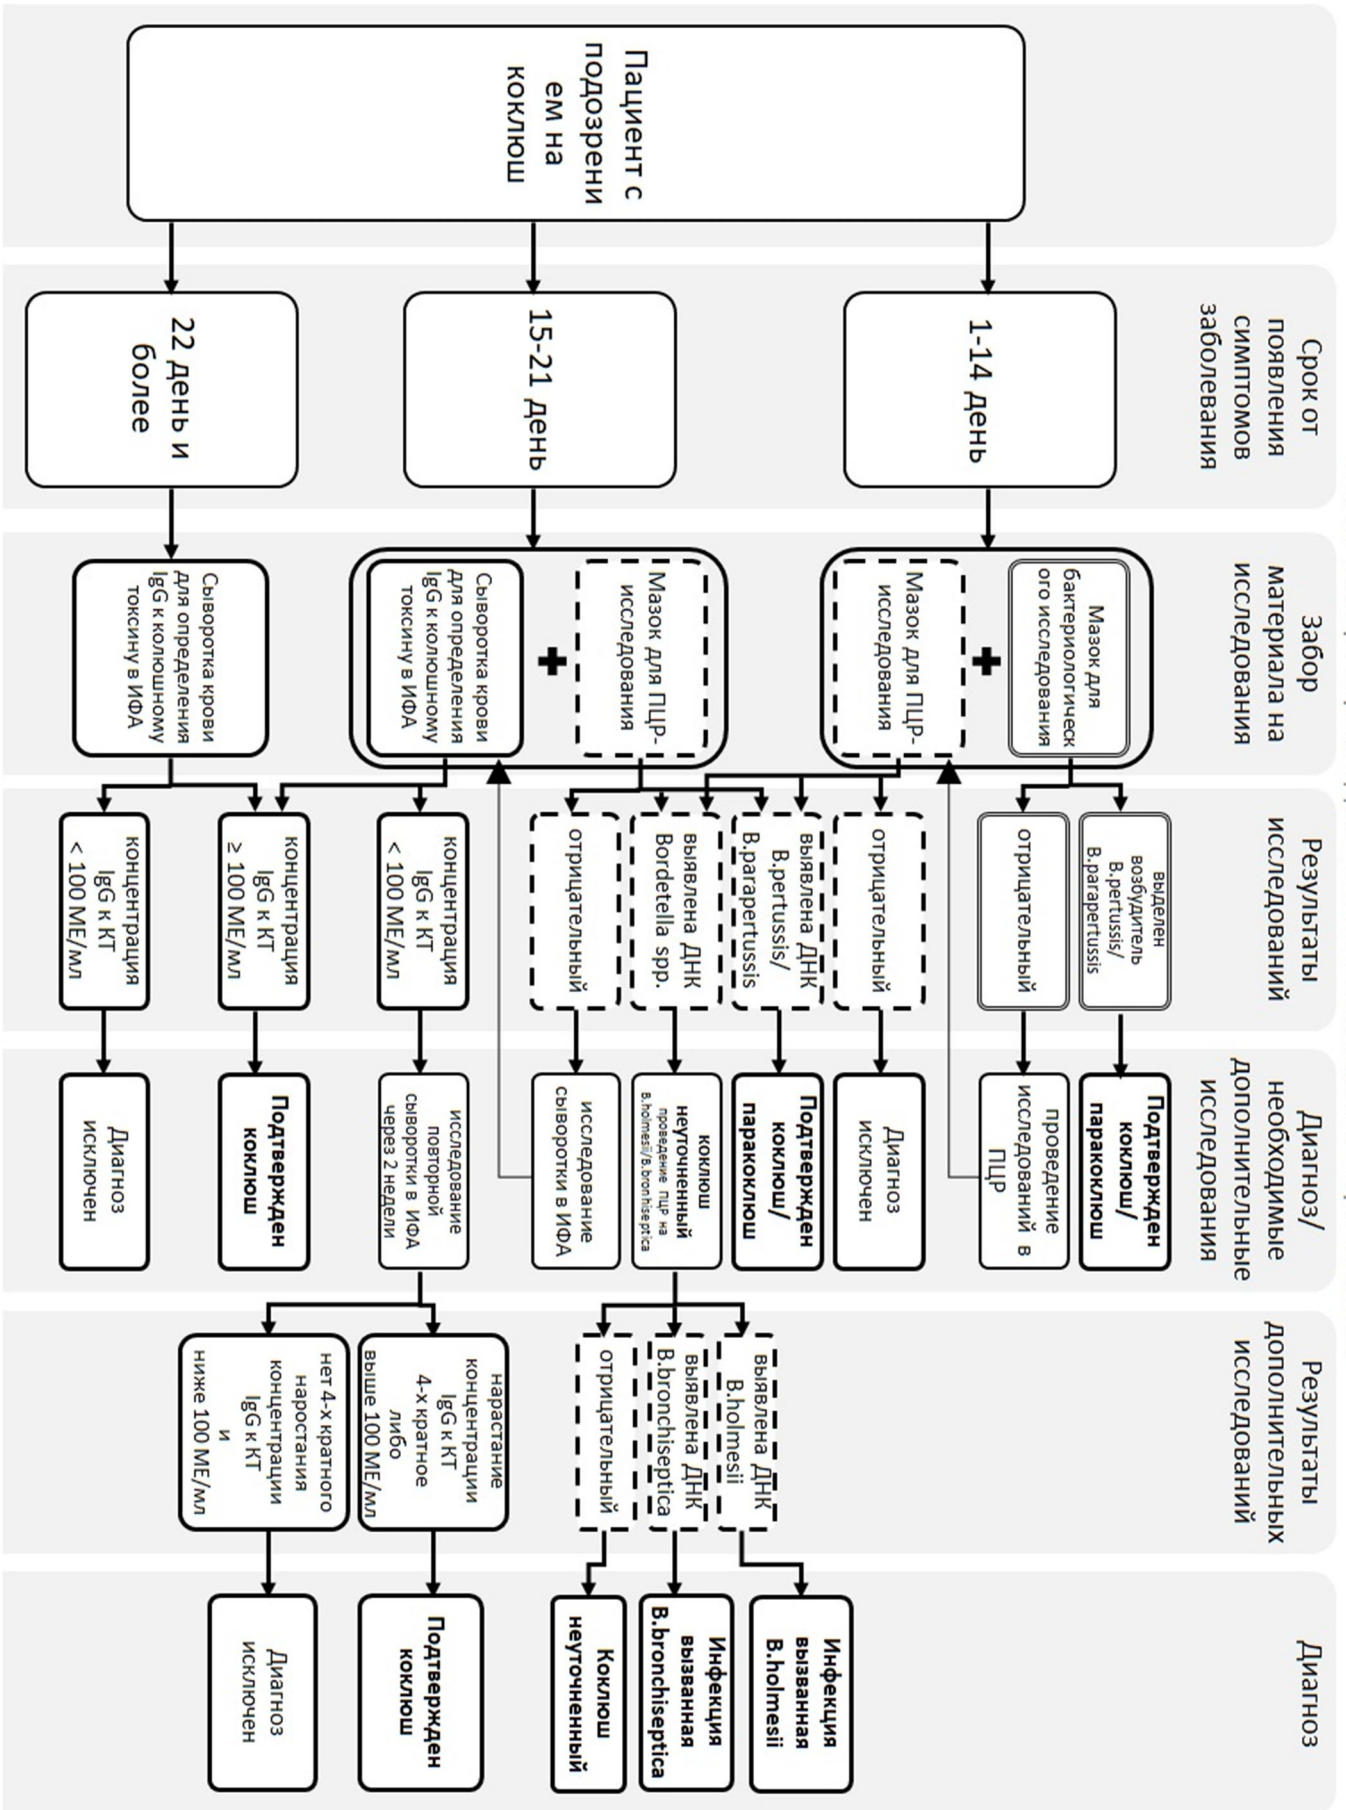 Пациент с
подозрени
ем на
коклюш
Срок от
появления
симптомов
заболевания
1-14 день
15-21 день
22 день и
более
Забор
материала на
исследования
Мазок для
бактериологическ
ого исследования
Мазок для ПЦР-
исследования
Мазок для ПЦР-
исследования
Сыворотка крови
для определения
IgG к колюшному
токсину в ИФА
Сыворотка крови
для определения
IgG к коклюшному
токсину в ИФА
Результаты
исследований
выделен
возбудитель
B.pertussis/
B.parapertussis
отрицательный
отрицательный
выявлена ДНК
B.pertussis/
B.parapertussis
выявлена ДНК
Bordetella spp.
отрицательный
концентрация
IgG к КТ
< 100 МЕ/мл
концентрация
IgG к КТ
≥ 100 МЕ/мл
концентрация
IgG к КТ
< 100 МЕ/мл
Диагноз/
необходимые
дополнительные
исследования
Подтвержден
коклюш/
паракоклюш
проведение
исследований в
ПЦР
Диагноз
исключен
Подтвержден
коклюш/
паракоклюш
коклюш
неуточненный
проведение ПЦР на
B.holmesii/B.bronhiseptica
исследование
сыворотки в ИФА
исследование
повторной
сыворотки в ИФА
через 2 недели
Подтвержден
коклюш
Диагноз
исключен
Результаты
дополнительных
исследований
выявлена ДНК
B.holmesii
выявлена ДНК
B.bronchiseptica
отрицательный
нарастание
концентрации
IgG к КТ
4-х кратное
либо
выше 100 МЕ/мл
нет 4-х кратного
наростания
концентрации
IgG к КТ
и
ниже 100 МЕ/мл
Диагноз
Инфекция
вызванная
B.holmesii
Инфекция
вызванная
B.bronchiseptica
Коклюш
неуточненный
Подтвержден
коклюш
Диагноз
исключен